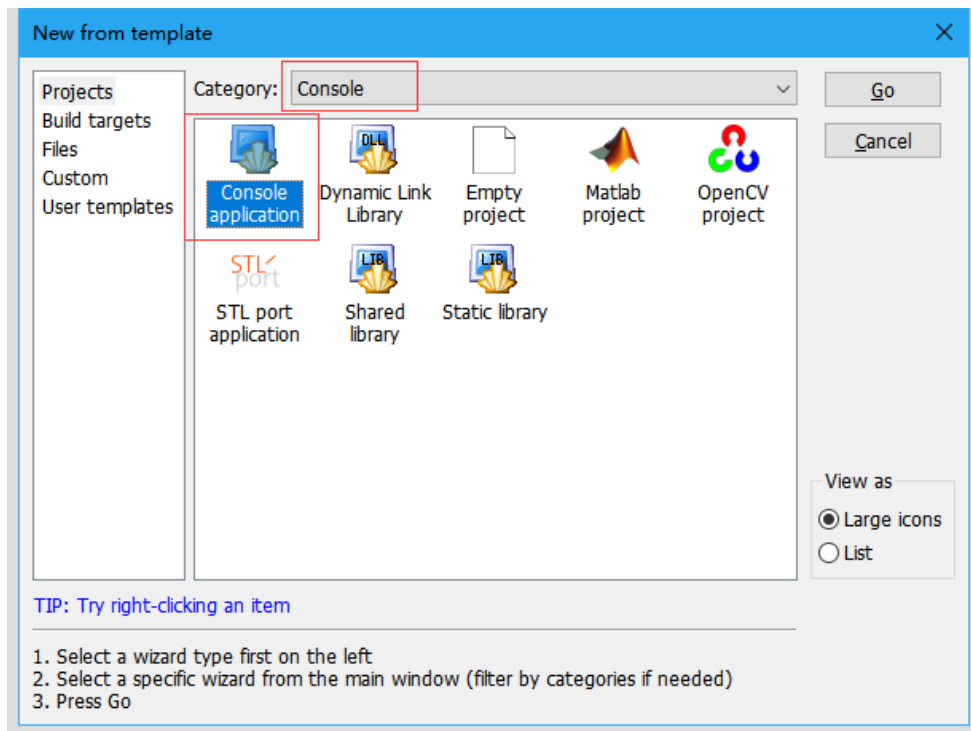 New from template
Projects
Build targets
Files
Custom
User templates
Category: Console
Go
Cancel
DLL
Console
application
Dynamic Link
Library
Empty
project
Matlab
project
OpenCV
project
STL
port
LIB
LIB
STL port
application
Shared
library
Static library
View as
Large icons
List
TIP: Try right-clicking an item
1. Select a wizard type first on the left
2. Select a specific wizard from the main window (filter by categories if needed)
3. Press Go